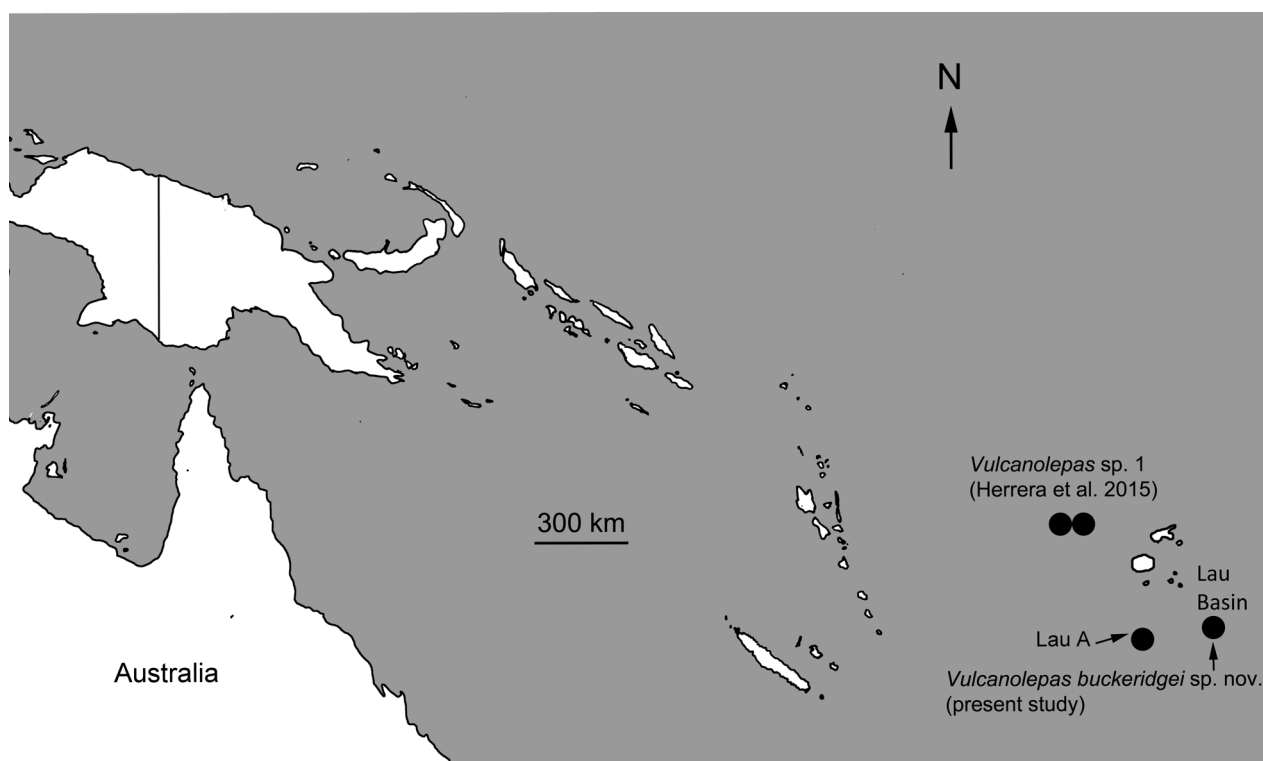 N
300 km
Vulcanolepas sp. 1
(Herrera et al. 2015)
Lau
Basin
Lau A
Vulcanolepas buckeridgei sp. nov.
(present study)
Australia